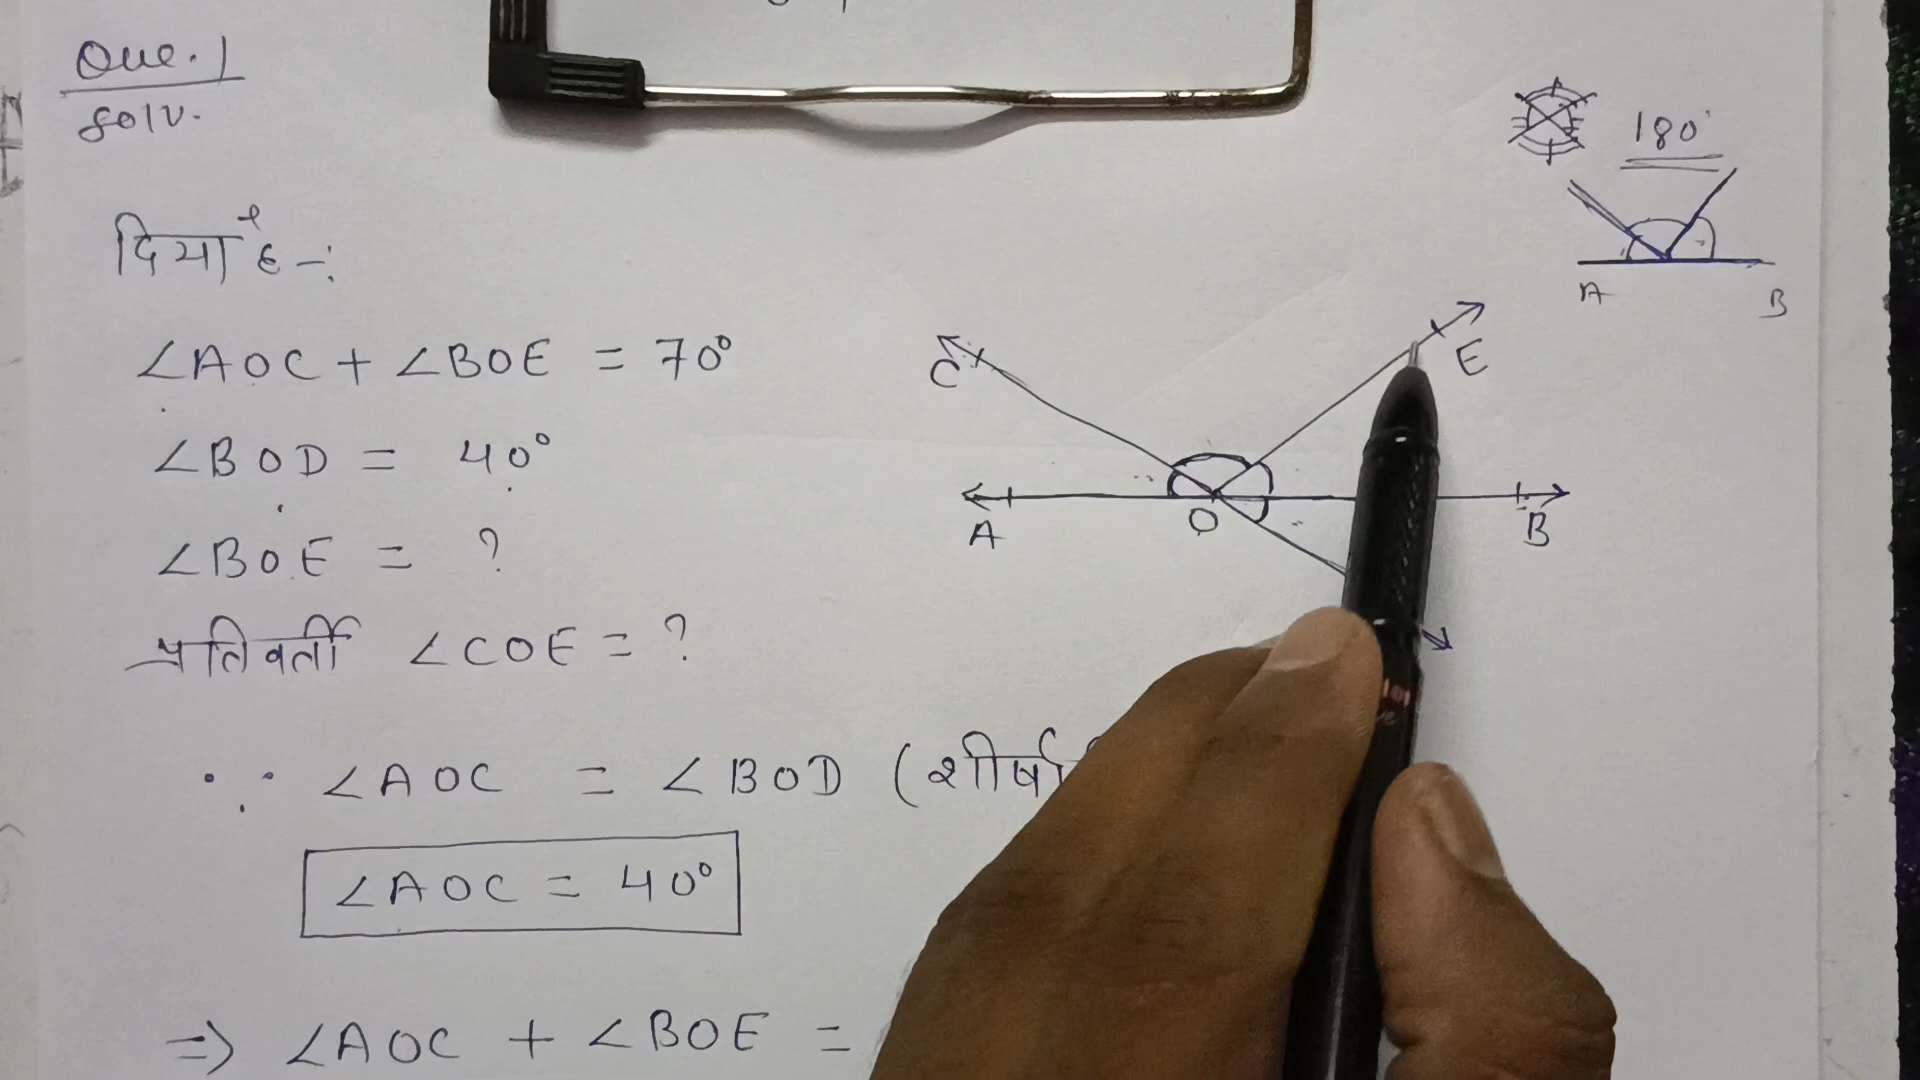 Que. 1
Solv.
दिया है -:
∠AOC + ∠BOE = 70°
∠BOD = 40°
∠BOE = ?
प्रतिवर्ती ∠COE = ?
∵ ∠AOC = ∠BOD (
∠AOC = 40°
⇒ ∠AOC + ∠BOE =
180°
A B
C E
A O B